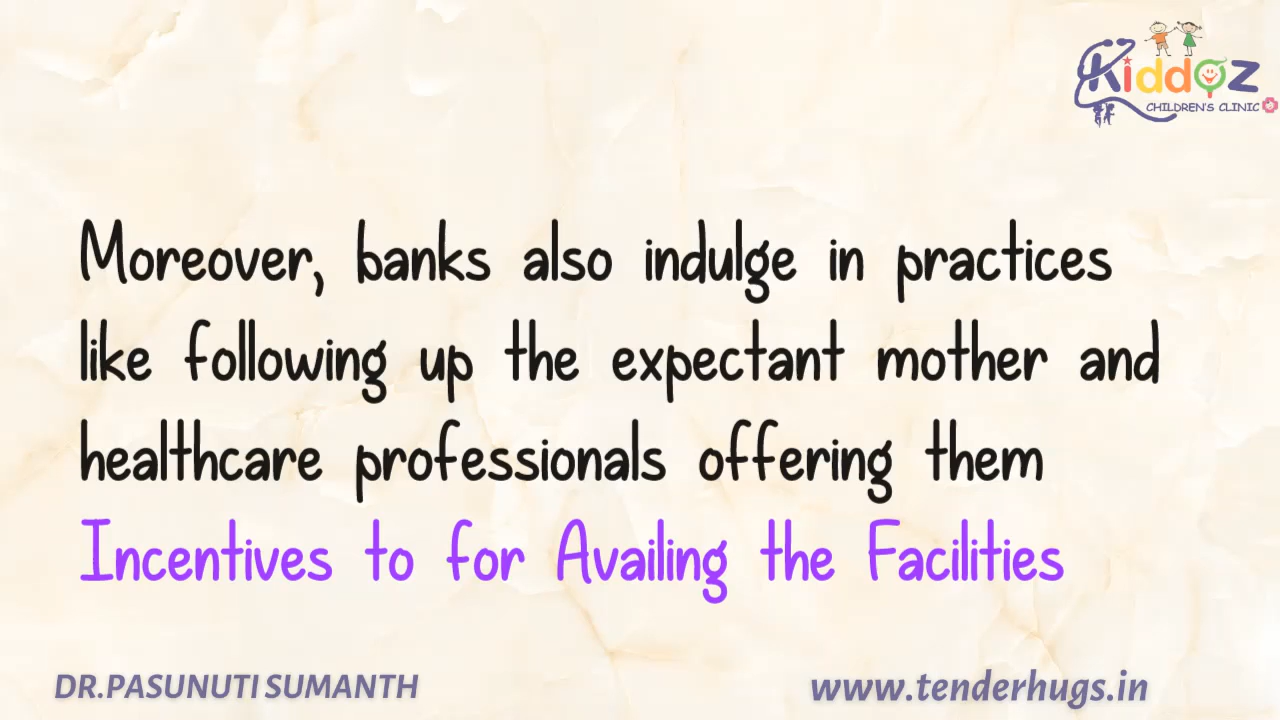 Kiddoz
CHILDREN'S CLINIC
Moreover, banks also indulge in practices
like following up the expectant mother and
healthcare professionals offering them
Incentives to for Availing the Facilities
DR.PASUNUTI SUMANTH
www.tenderhugs.in